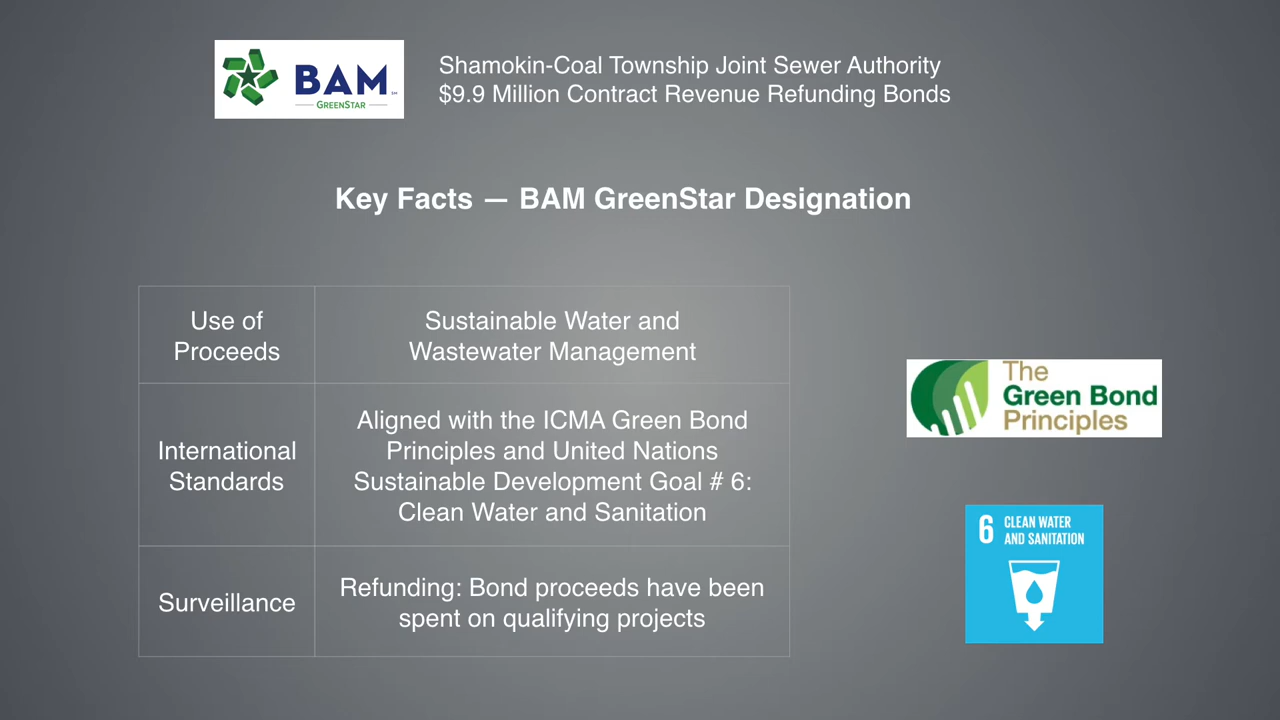 BAM
GREENSTAR
Shamokin-Coal Township Joint Sewer Authority
$9.9 Million Contract Revenue Refunding Bonds
Key Facts — BAM GreenStar Designation
Use of
Proceeds
Sustainable Water and
Wastewater Management
International
Standards
Aligned with the ICMA Green Bond
Principles and United Nations
Sustainable Development Goal # 6:
Clean Water and Sanitation
Surveillance
Refunding: Bond proceeds have been
spent on qualifying projects
The
Green Bond
Principles
6 CLEAN WATER
AND SANITATION